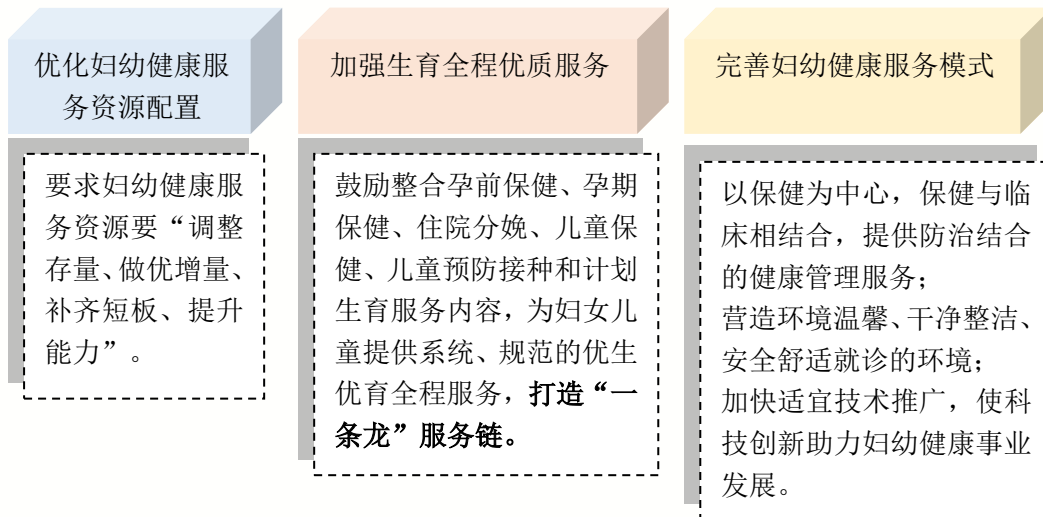 优化妇幼健康服
务资源配置
要求妇幼健康服
务资源要“调整
存量、做优增量、
补齐短板、提升
能力”。
加强生育全程优质服务
鼓励整合孕前保健、孕期
保健、住院分娩、儿童保
健、儿童预防接种和计划
生育服务内容，为妇女儿
童提供系统、规范的优生
优育全程服务，打造“一
条龙”服务链。
完善妇幼健康服务模式
以保健为中心，保健与临
床相结合，提供防治结合
的健康管理服务；
营造环境温馨、干净整洁、
安全舒适就诊的环境；
加快适宜技术推广，使科
技创新助力妇幼健康事业
发展。